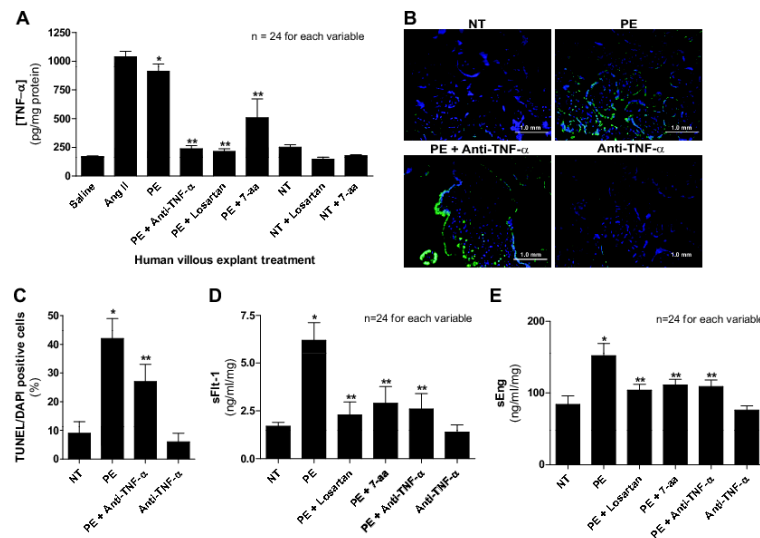 A
n = 24 for each variable
[TNF-α]
(pg/mg protein)
1250
1000
750
500
250
0
*
**
**
**
Saline
Ang II
PE
PE + Anti-TNF-α
PE + Losartan
PE + 7-aa
NT
NT + Losartan
NT + 7-aa
Human villous explant treatment
B
NT
PE
1.0 mm
1.0 mm
PE + Anti-TNF-α
Anti-TNF-α
1.0 mm
1.0 mm
C
TUNEL/DAPI positive cells
(%)
50
40
30
20
10
0
*
**
NT
PE
PE + Anti-TNF-α
Anti-TNF-α
D
n=24 for each variable
sFlt-1
(ng/ml/mg)
7.5
5.0
2.5
0.0
*
**
**
**
NT
PE
PE + Losartan
PE + 7-aa
PE + Anti-TNF-α
Anti-TNF-α
E
n=24 for each variable
sEng
(ng/ml/mg)
200
100
0
*
**
**
**
NT
PE
PE + Losartan
PE + 7-aa
PE + Anti-TNF-α
Anti-TNF-α